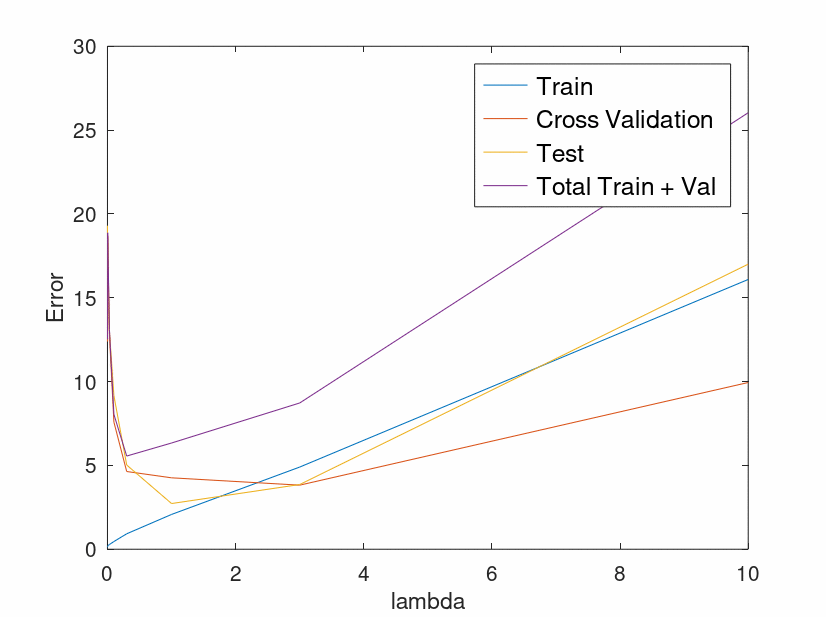 30
25
20
15
10
5
0
Error
Train
Cross Validation
Test
Total Train + Val
0 2 4 6 8 10
lambda